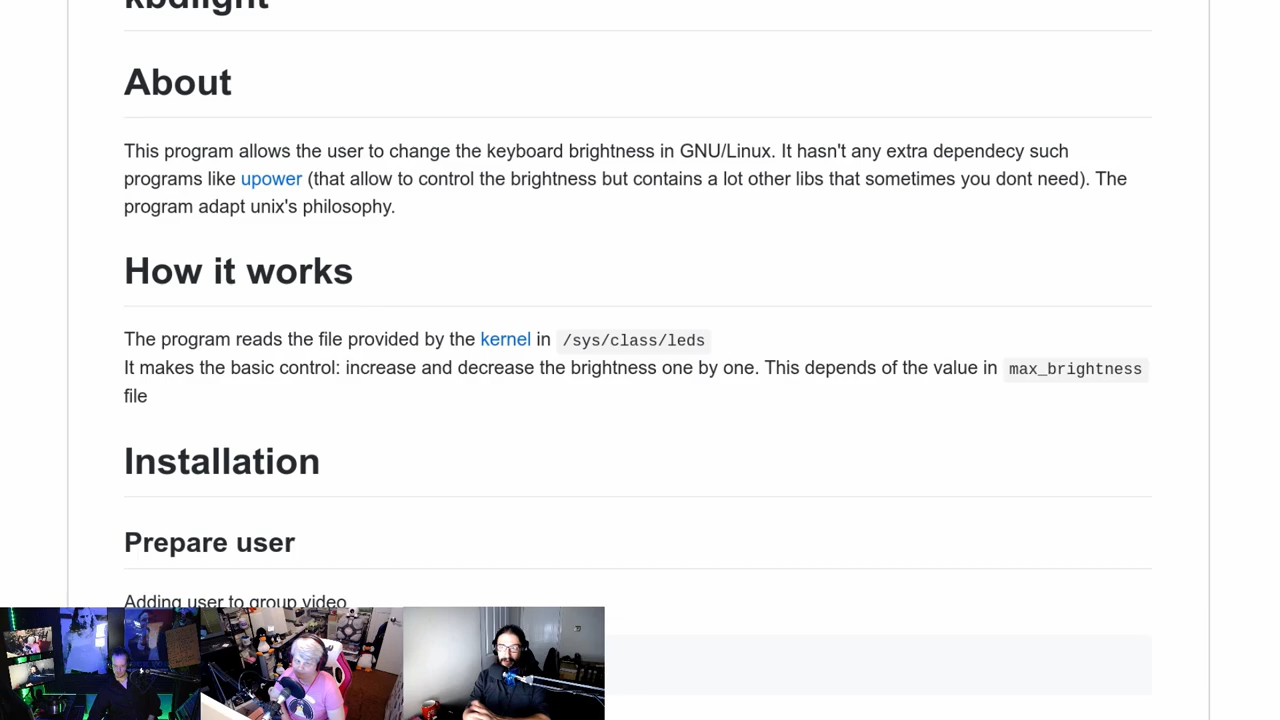 kbdlight
About
This program allows the user to change the keyboard brightness in GNU/Linux. It hasn't any extra dependecy such
programs like upower (that allow to control the brightness but contains a lot other libs that sometimes you dont need). The
program adapt unix's philosophy.
How it works
The program reads the file provided by the kernel in /sys/class/leds
It makes the basic control: increase and decrease the brightness one by one. This depends of the value in max_brightness
file
Installation
Prepare user
Adding user to group video